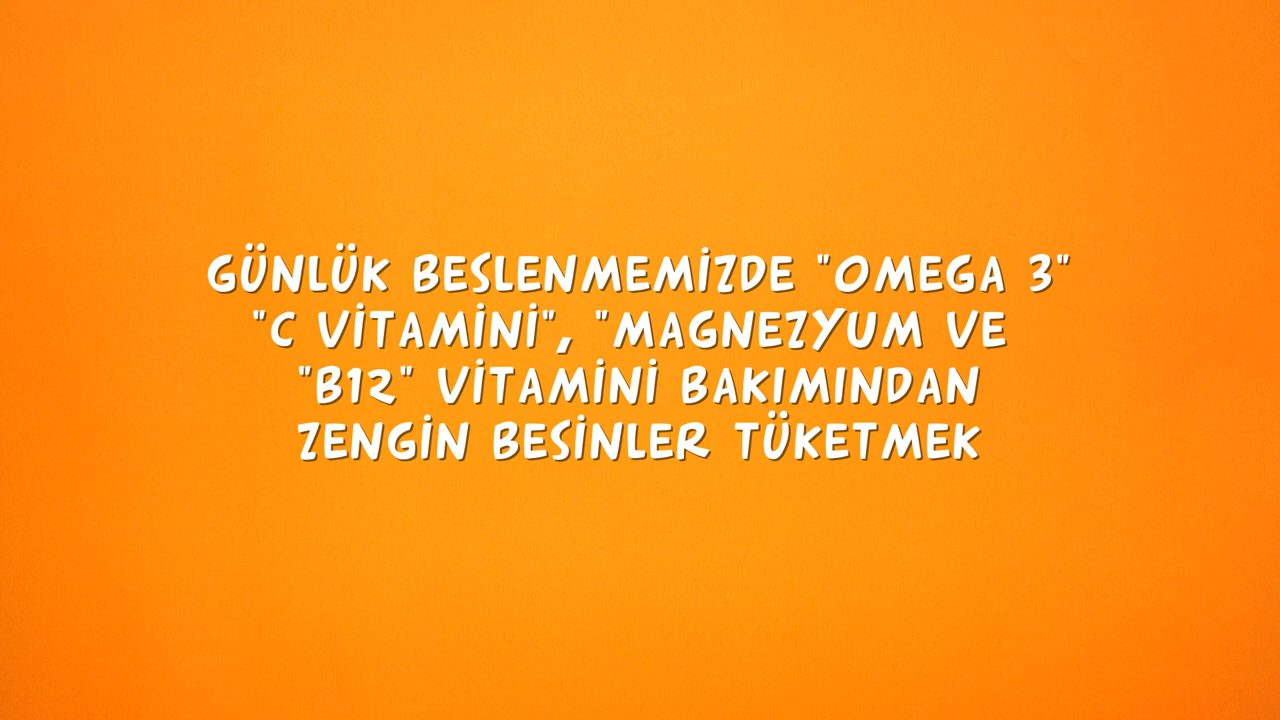 GÜNLÜK BESLENMEMİZDE "OMEGA 3"
"C VİTAMİNİ", "MAGNEZYUM VE
"B12" VİTAMİNİ BAKIMINDAN
ZENGİN BESİNLER TÜKETMEK